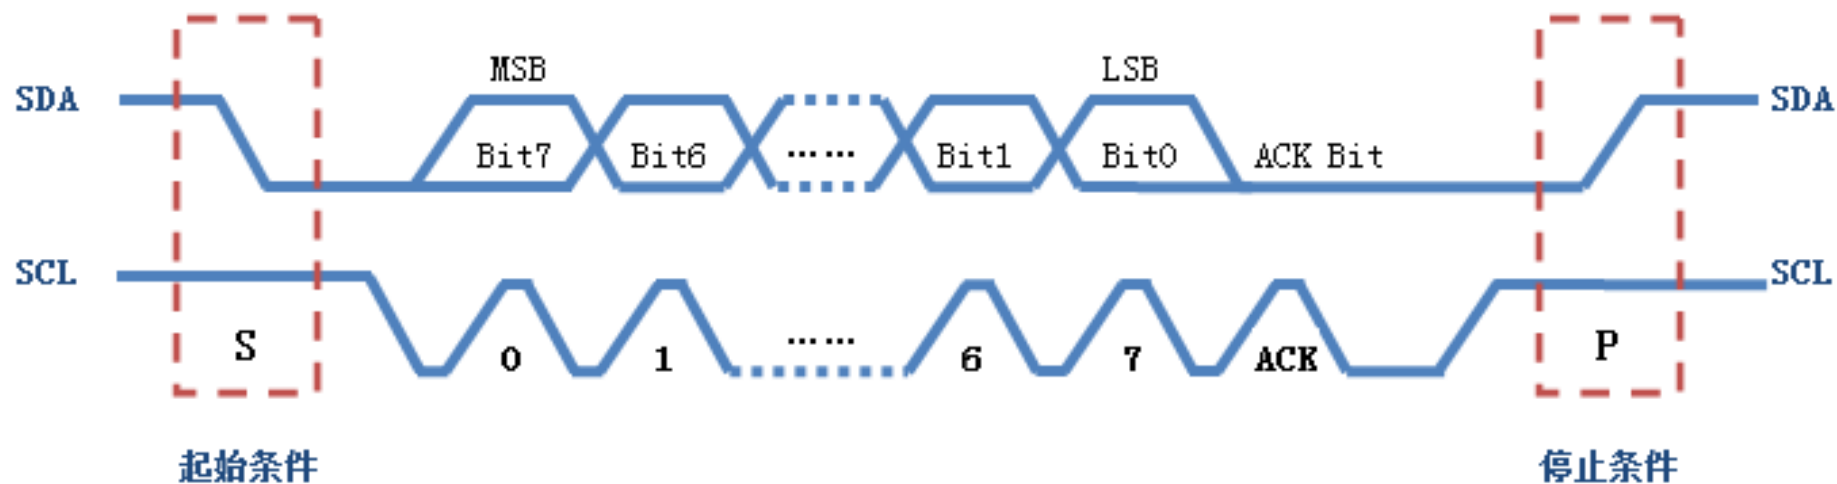 MSB LSB
SDA SDA
Bit7 Bit6 …… Bit1 Bit0 ACK Bit
SCL SCL
S 0 1 …… 6 7 ACK P
起始条件 停止条件